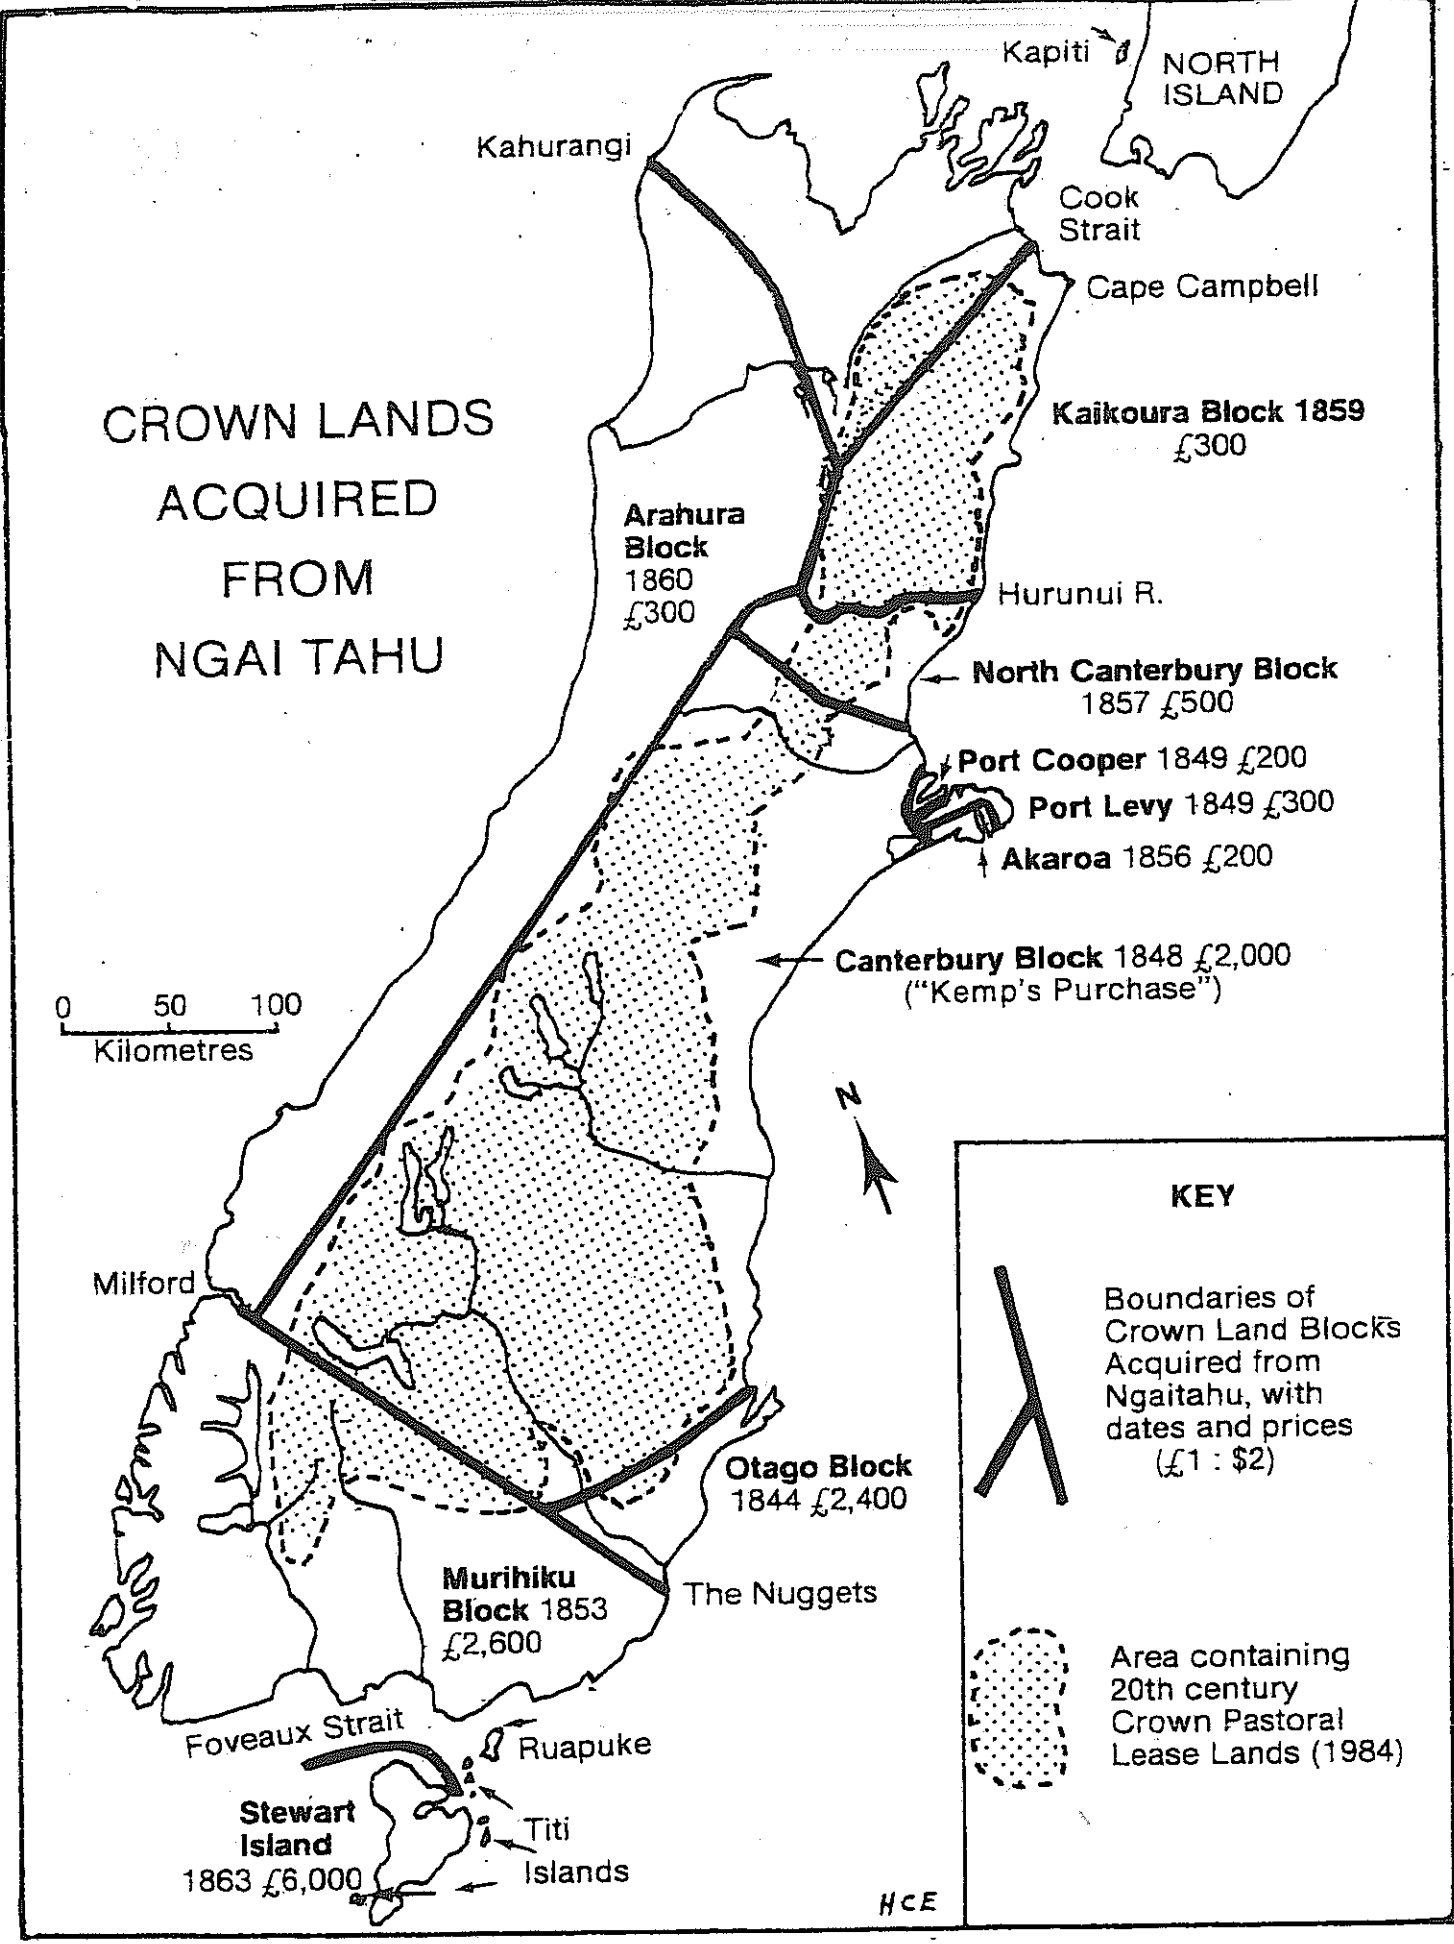 Kapiti
NORTH
ISLAND
Kahurangi
Cook
Strait
Cape Campbell
CROWN LANDS
ACQUIRED
FROM
NGAI TAHU
Kaikoura Block 1859
£300
Arahura
Block
1860
£300
Hurunui R.
North Canterbury Block
1857 £500
Port Cooper 1849 £200
Port Levy 1849 £300
Akaroa 1856 £200
Canterbury Block 1848 £2,000
("Kemp's Purchase")
0 50 100
Kilometres
N
Milford
Otago Block
1844 £2,400
Murihiku
Block 1853
£2,600
The Nuggets
Foveaux Strait
Ruapuke
Stewart
Island
1863 £6,000
Titi
Islands
HCE
KEY
Boundaries of
Crown Land Blocks
Acquired from
Ngaitahu, with
dates and prices
(£1 : $2)
Area containing
20th century
Crown Pastoral
Lease Lands (1984)